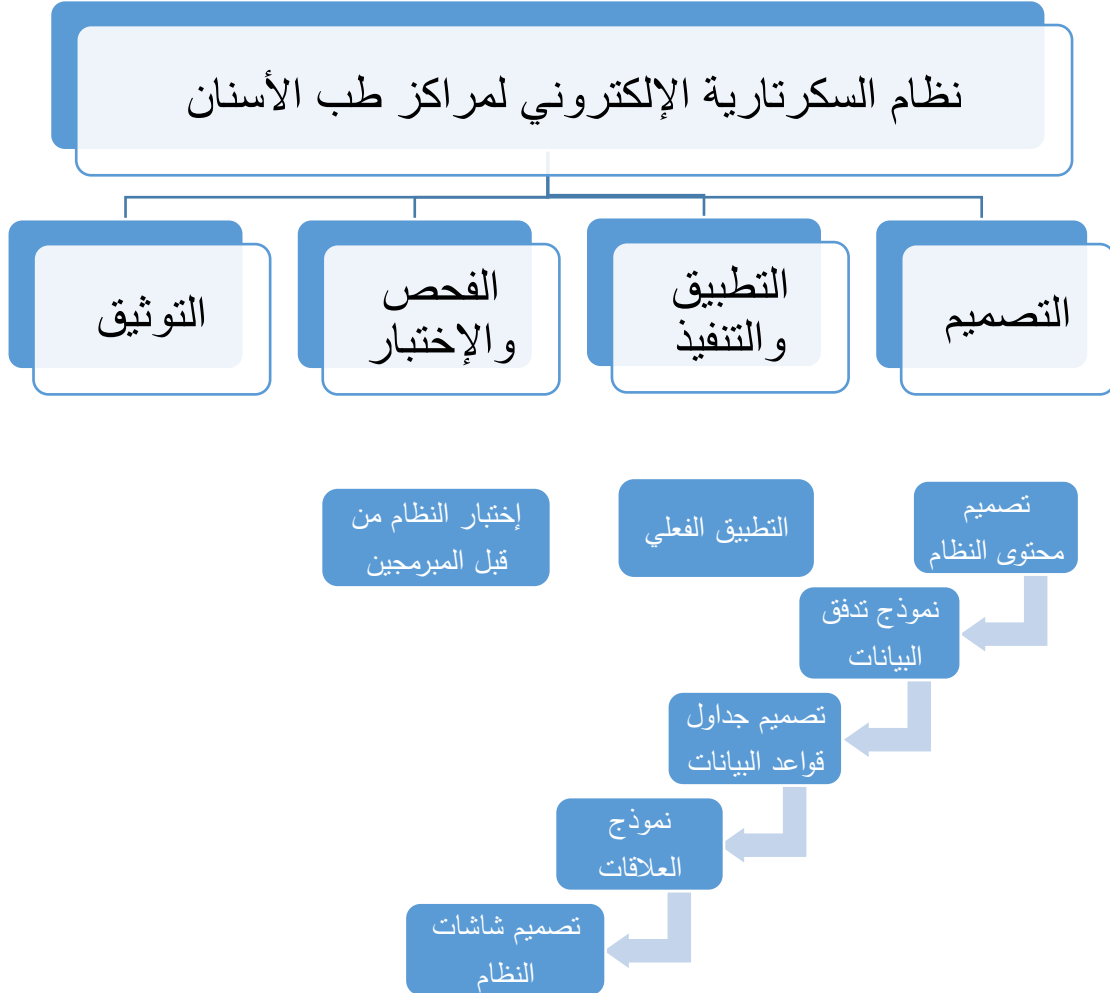 نظام السكرتارية الإلكتروني لمراكز طب الأسنان
التصميم
التطبيق
والتنفيذ
الفحص
والإختبار
التوثيق
تصميم
محتوى النظام
التطبيق الفعلي
إختبار النظام من
قبل المبرمجين
نموذج تدفق
البيانات
تصميم جداول
قواعد البيانات
نموذج
العلاقات
تصميم شاشات
النظام